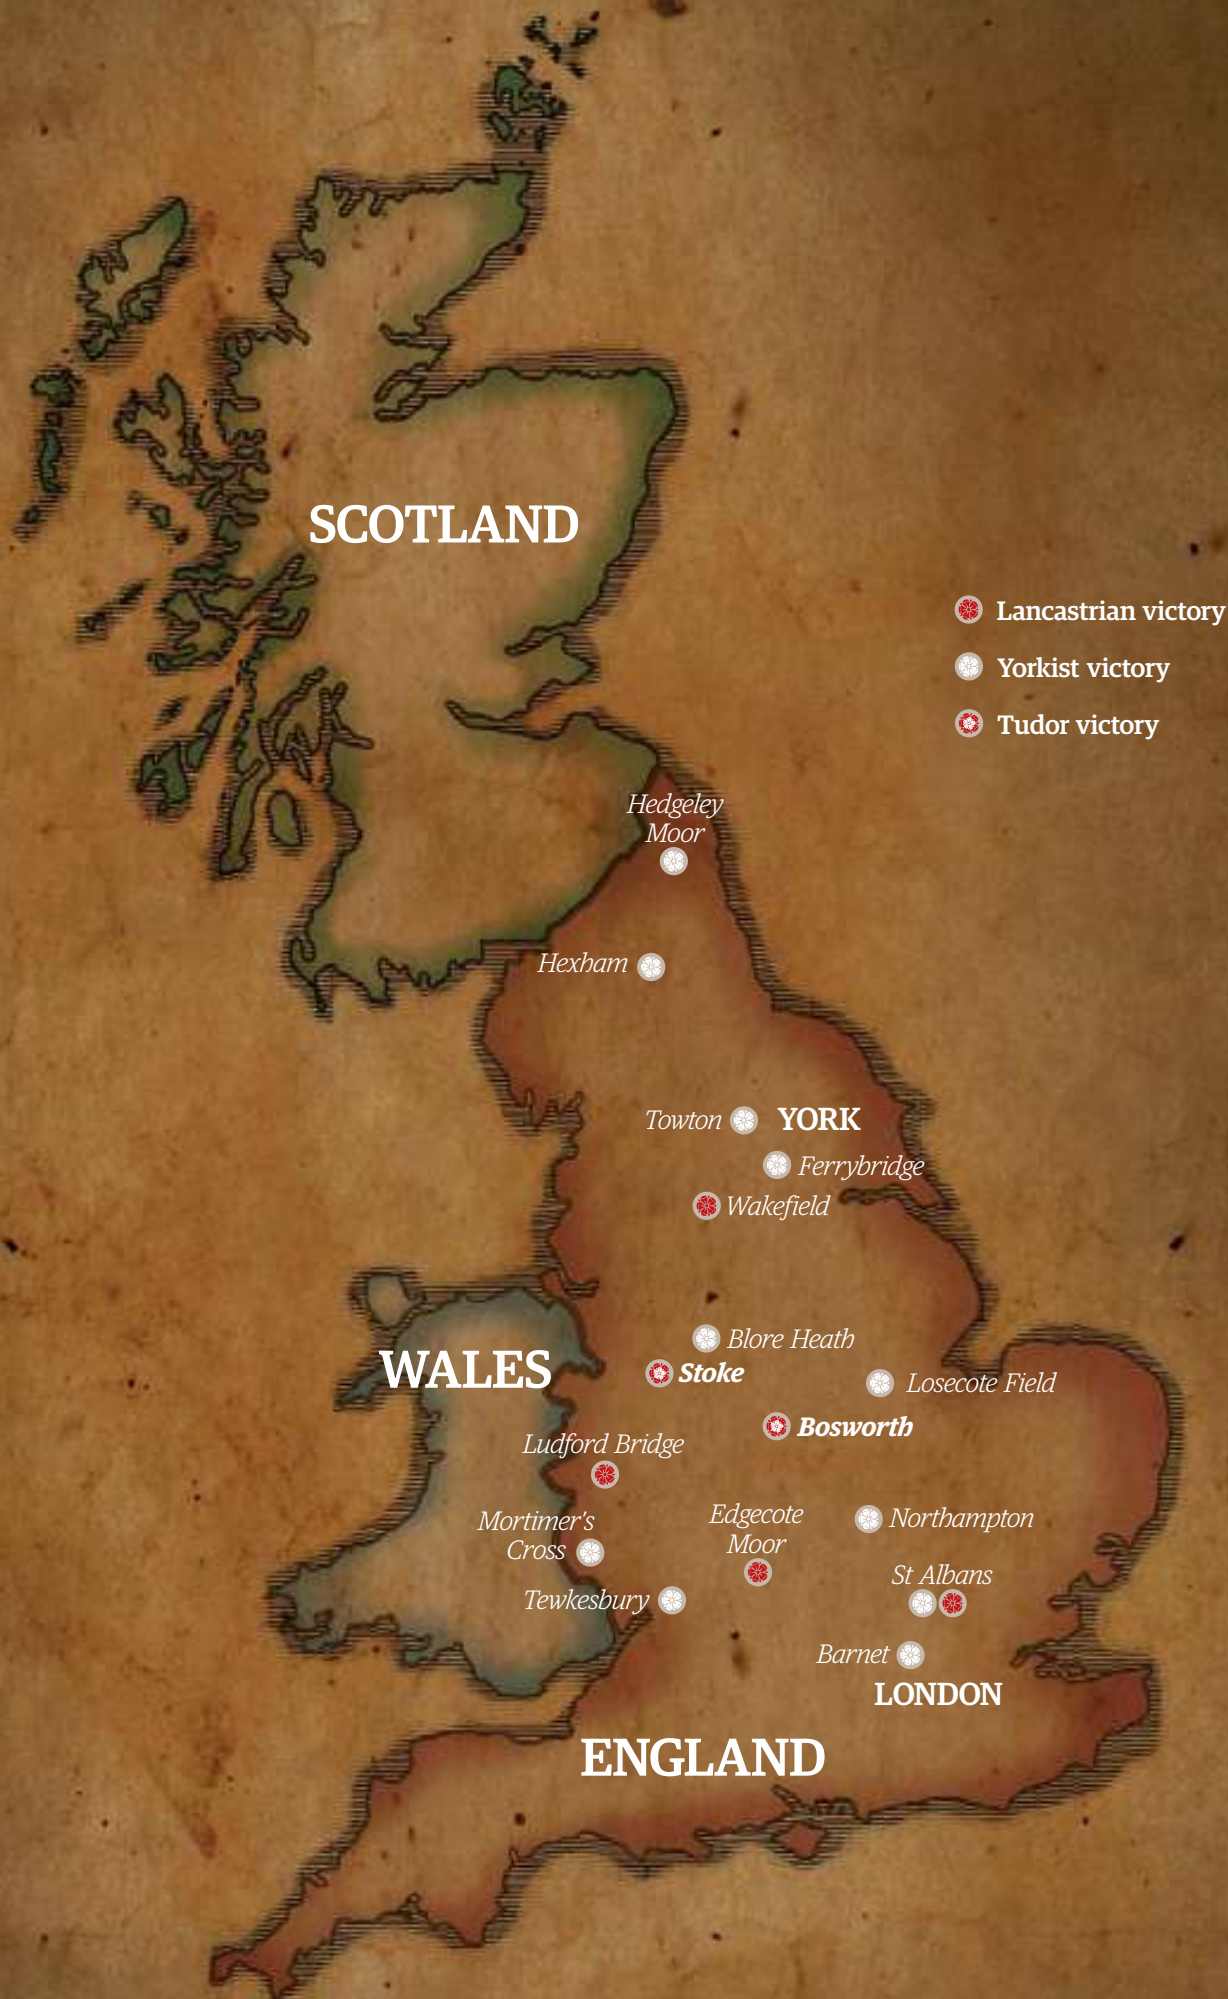 SCOTLAND
Lancastrian victory
Yorkist victory
Tudor victory
Hedgeley
Moor
Hexham
Towton
YORK
Ferrybridge
Wakefield
Blore Heath
WALES
Stoke
Losecote Field
Bosworth
Ludford Bridge
Mortimer's
Cross
Edgecote
Moor
Northampton
St Albans
Tewkesbury
Barnet
LONDON
ENGLAND